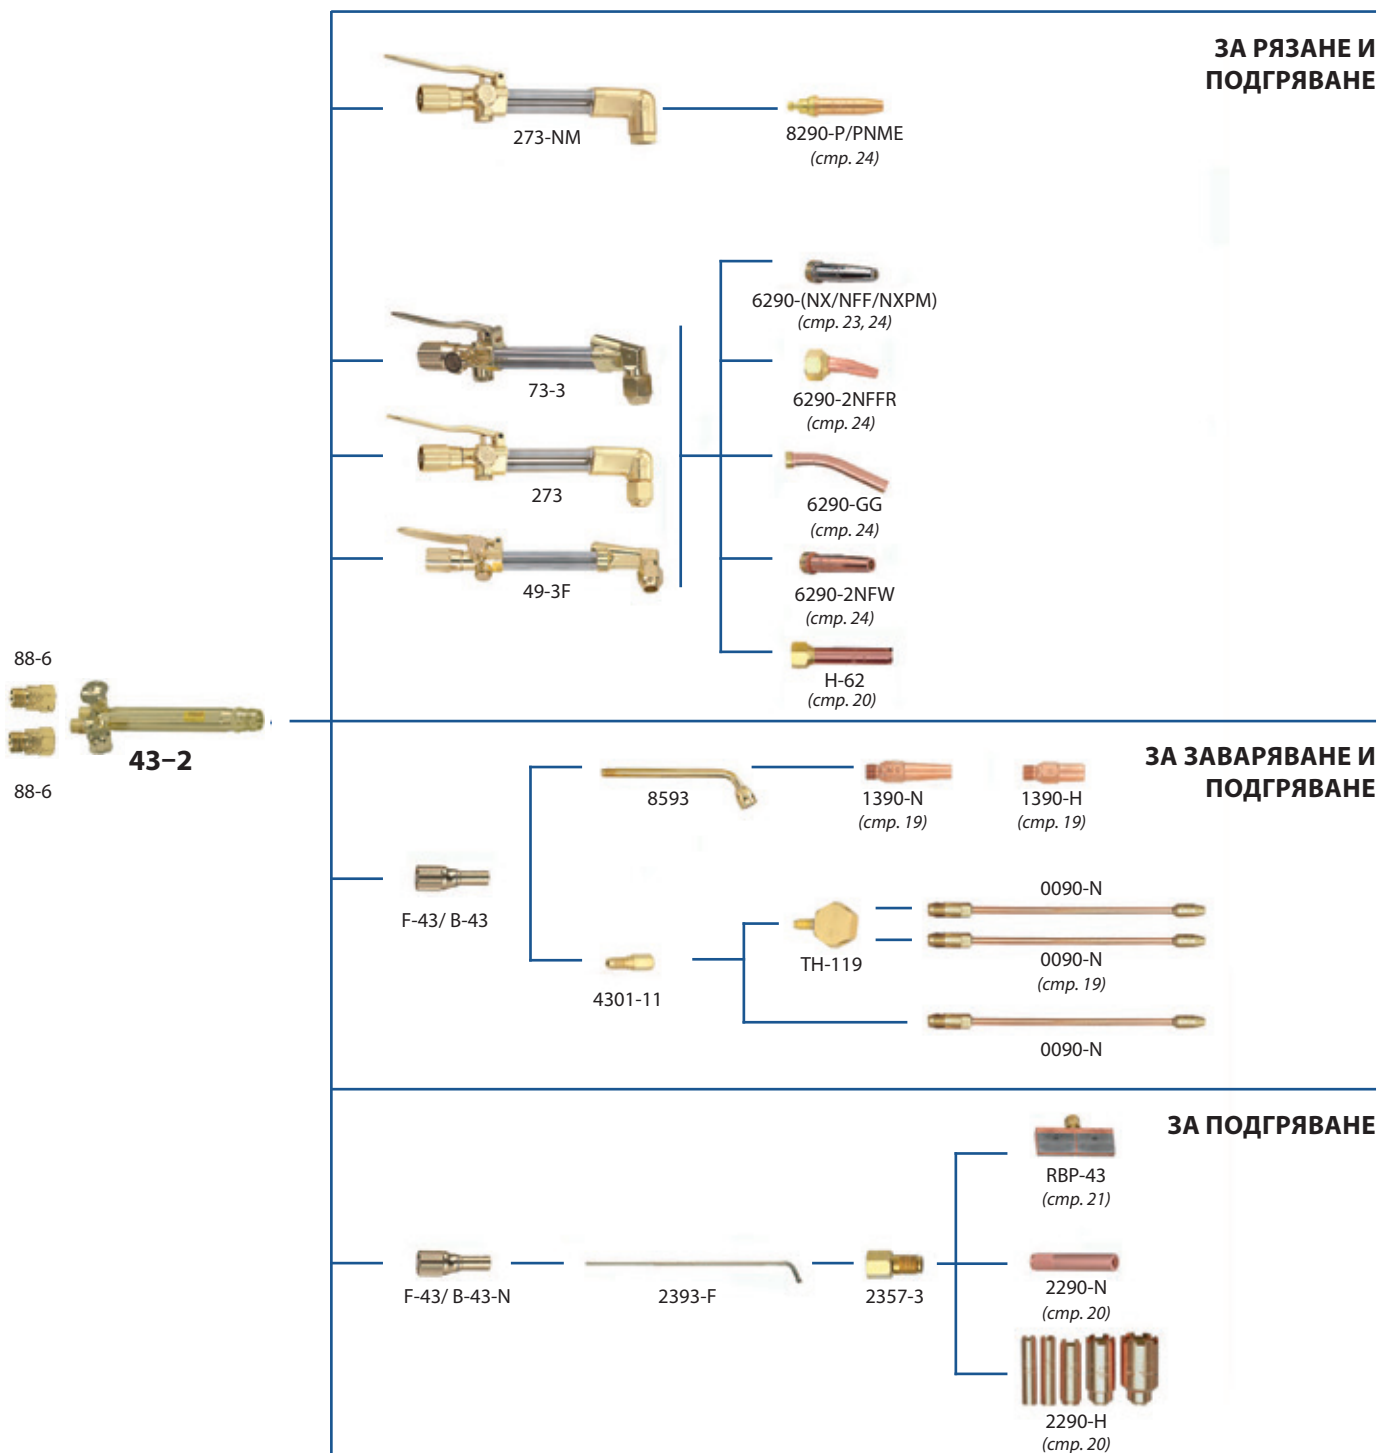 ЗА РЯЗАНЕ И
ПОДГРЯВАНЕ
273-NM
8290-P/PNME
(стр. 24)
6290-(NX/NFF/NXPM)
(стр. 23, 24)
73-3
6290-2NFFR
(стр. 24)
273
6290-GG
(стр. 24)
49-3F
6290-2NFW
(стр. 24)
H-62
(стр. 20)
88-6
43–2
88-6
ЗА ЗАВАРЯВАНЕ И
ПОДГРЯВАНЕ
8593
1390-N
(стр. 19)
1390-H
(стр. 19)
F-43/ B-43
0090-N
TH-119
0090-N
(стр. 19)
4301-11
0090-N
ЗА ПОДГРЯВАНЕ
RBP-43
(стр. 21)
F-43/ B-43-N
2393-F
2357-3
2290-N
(стр. 20)
2290-H
(стр. 20)